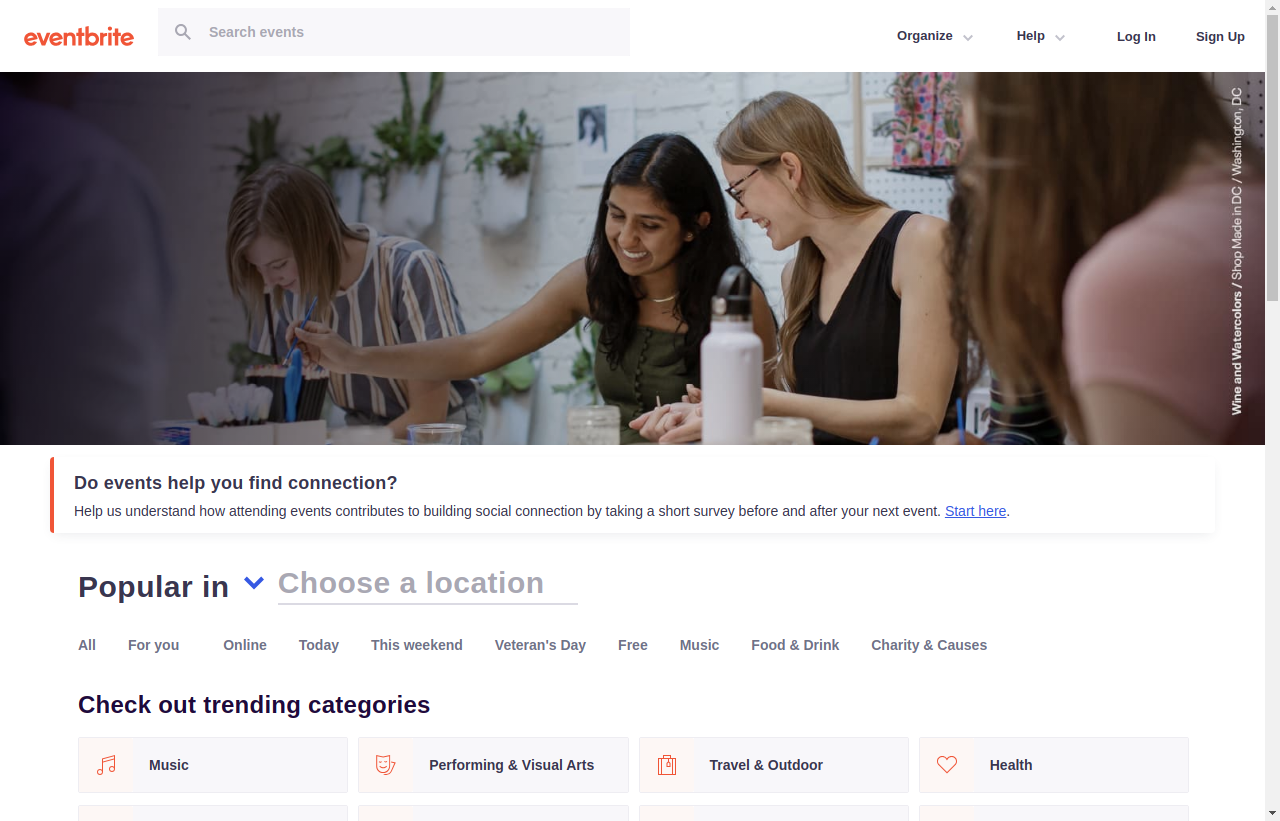 eventbrite
Search events
Organize
Help
Log In
Sign Up
Wine and Watercolors / Shop Made in DC / Washington, DC
Do events help you find connection?
Help us understand how attending events contributes to building social connection by taking a short survey before and after your next event. Start here.
Popular in
Choose a location
All
For you
Online
Today
This weekend
Veteran's Day
Free
Music
Food & Drink
Charity & Causes
Check out trending categories
Music
Performing & Visual Arts
Travel & Outdoor
Health